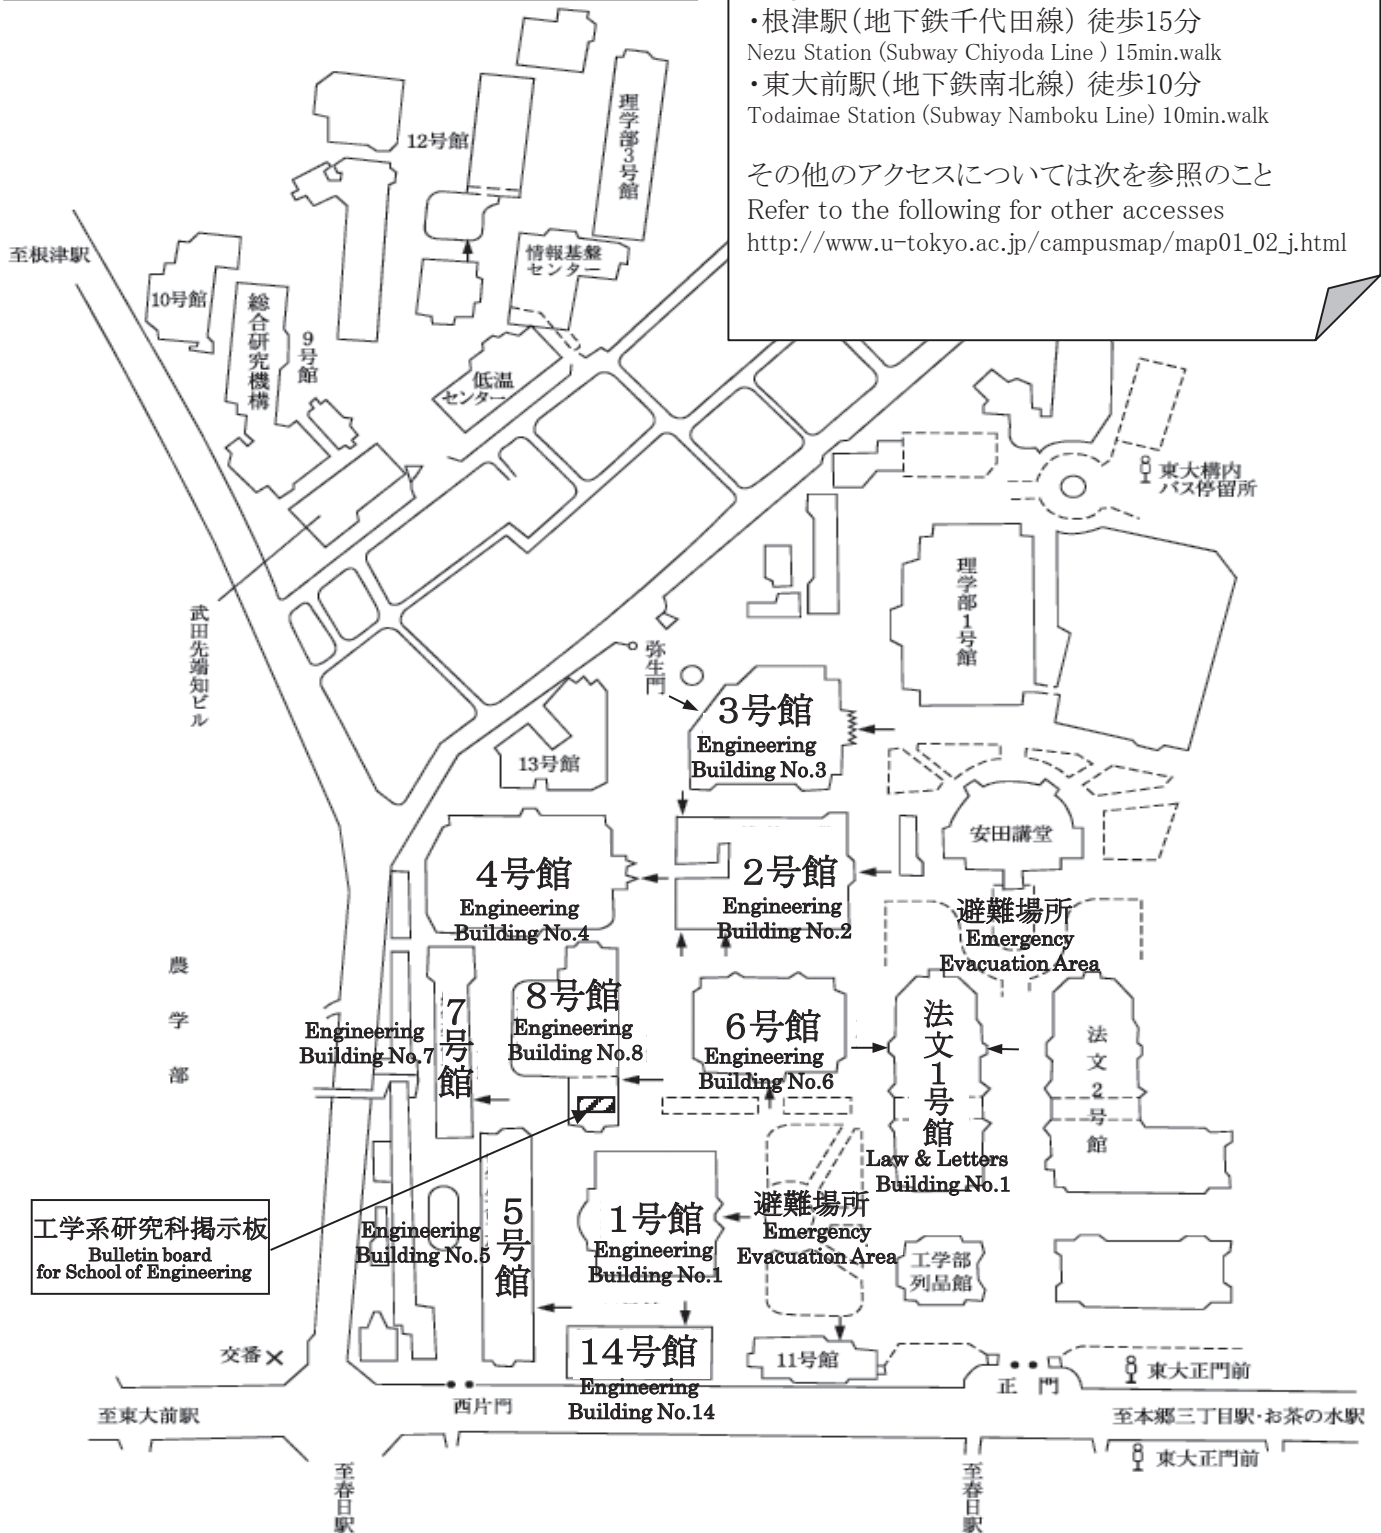 ・根津駅（地下鉄千代田線） 徒歩15分
Nezu Station (Subway Chiyoda Line ) 15min.walk
・東大前駅（地下鉄南北線） 徒歩10分
Todaimae Station (Subway Namboku Line) 10min.walk
その他のアクセスについては次を参照のこと
Refer to the following for other accesses
http://www.u-tokyo.ac.jp/campusmap/map01_02_j.html
理学部3号館
12号館
至根津駅
情報基盤
センター
10号館
総合研究機構
9号館
低温
センター
東大構内
バス停留所
理学部1号館
武田先端知ビル
弥生門
3号館
Engineering
Building No.3
13号館
安田講堂
4号館
Engineering
Building No.4
2号館
Engineering
Building No.2
避難場所
Emergency
Evacuation Area
農学部
7号館
Engineering
Building No.7
8号館
Engineering
Building No.8
6号館
Engineering
Building No.6
法文1号館
Law & Letters
Building No.1
法文2号館
工学系研究科掲示板
Bulletin board
for School of Engineering
5号館
Engineering
Building No.5
1号館
Engineering
Building No.1
避難場所
Emergency
Evacuation Area
工学部
列品館
交番
14号館
Engineering
Building No.14
11号館
正門
東大正門前
至東大前駅
西片門
至本郷三丁目駅・お茶の水駅
東大正門前
至春日駅
至春日駅